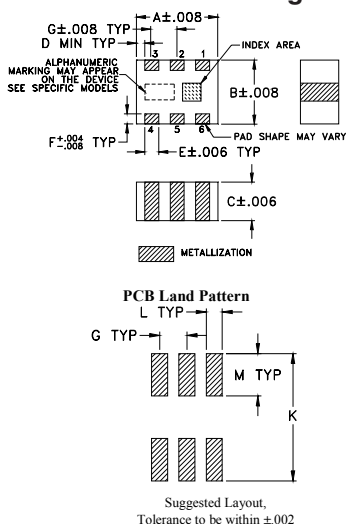 A±.008
G±.008 TYP
D MIN TYP
3 2 1
INDEX AREA
ALPHANUMERIC
MARKING MAY APPEAR
ON THE DEVICE
SEE SPECIFIC MODELS
B±.008
F+.004
-.008 TYP
4 5 6
PAD SHAPE MAY VARY
E±.006 TYP
C±.006
METALLIZATION
PCB Land Pattern
L TYP
G TYP
M TYP
K
Suggested Layout,
Tolerance to be within ±.002